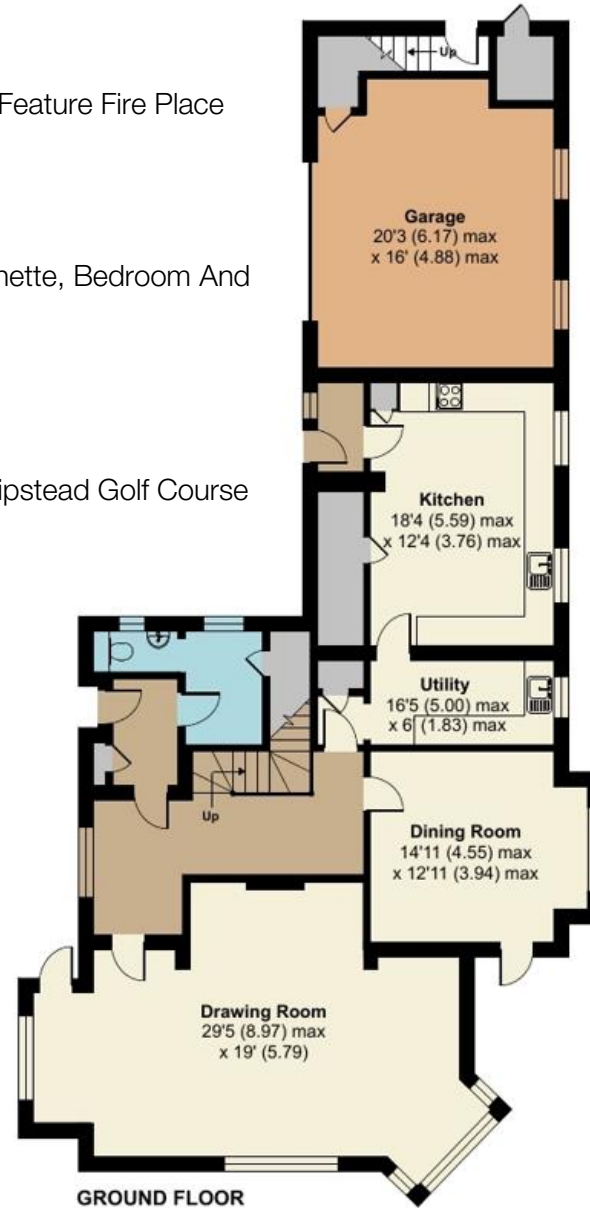 Up
Feature Fire Place
Garage
20'3 (6.17) max
x 16' (4.88) max
nette, Bedroom And
ipstead Golf Course
Kitchen
18'4 (5.59) max
x 12'4 (3.76) max
Utility
16'5 (5.00) max
x 6' (1.83) max
Up
Dining Room
14'11 (4.55) max
x 12'11 (3.94) max
Drawing Room
29'5 (8.97) max
x 19' (5.79)
GROUND FLOOR